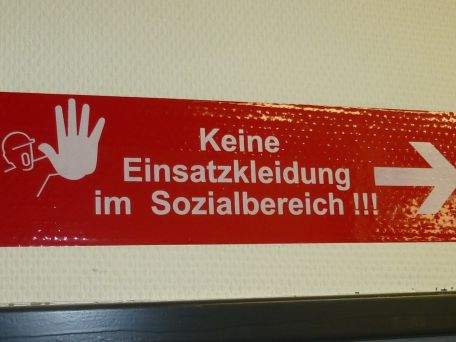 Keine
Einsatzkleidung
im Sozialbereich !!!